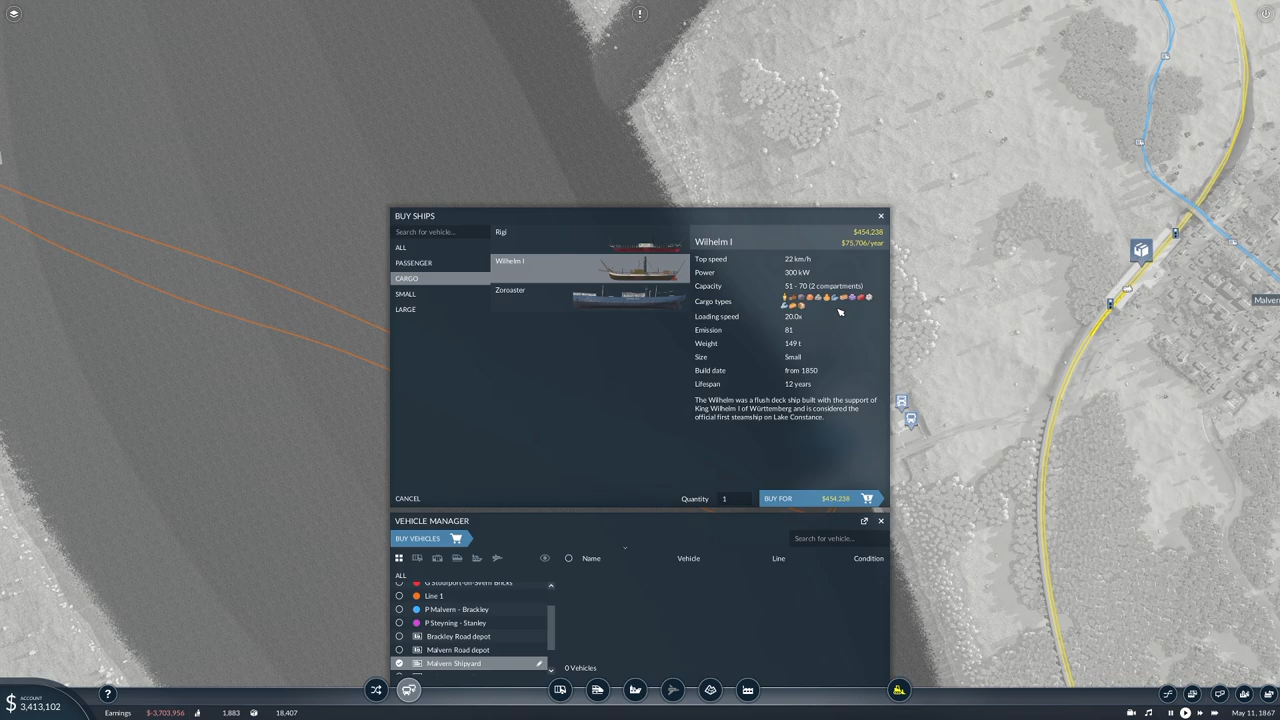 BUY SHIPS
Search for vehicle...
ALL
PASSENGER
CARGO
SMALL
LARGE
Rigi
Wilhelm I
Zoroaster
Wilhelm I
$454,238
$75,706/year
Top speed 22 km/h
Power 300 kW
Capacity 51 - 70 (2 compartments)
Cargo types
Loading speed 20.0x
Emission 81
Weight 149 t
Size Small
Build date from 1850
Lifespan 12 years
The Wilhelm was a flush deck ship built with the support of
King Wilhelm I of Württemberg and is considered the
official first steamship on Lake Constance.
CANCEL
Quantity 1
BUY FOR $454,238
Malvern
VEHICLE MANAGER
BUY VEHICLES
Search for vehicle...
Name Vehicle Line Condition
ALL
G Stourport-on-Severn Bricks
Line 1
P Malvern - Brackley
P Steyning - Stanley
Brackley Road depot
Malvern Road depot
Malvern Shipyard
0 Vehicles
$ ACCOUNT
3,413,102
?
Earnings $-3,703,956 1,883 18,407
May 11, 1867